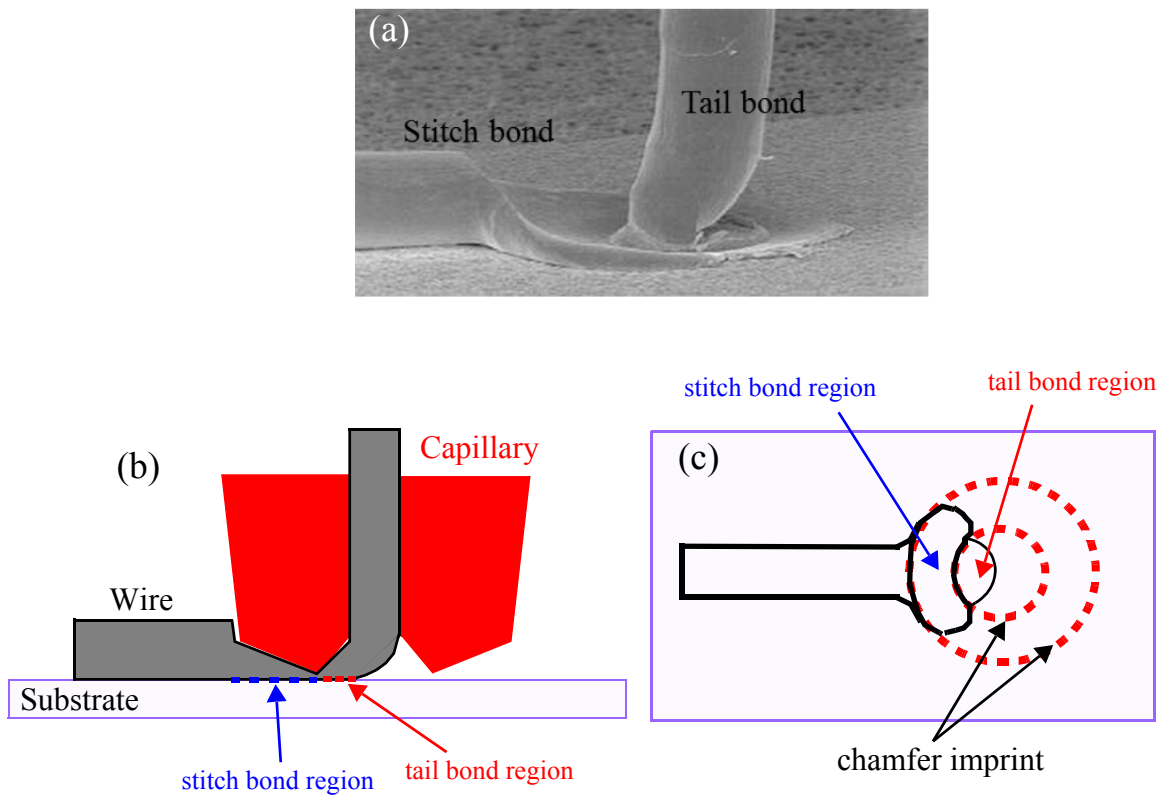 (a)
Stitch bond
Tail bond
(b)
Capillary
Wire
Substrate
stitch bond region
tail bond region
stitch bond region
tail bond region
(c)
chamfer imprint